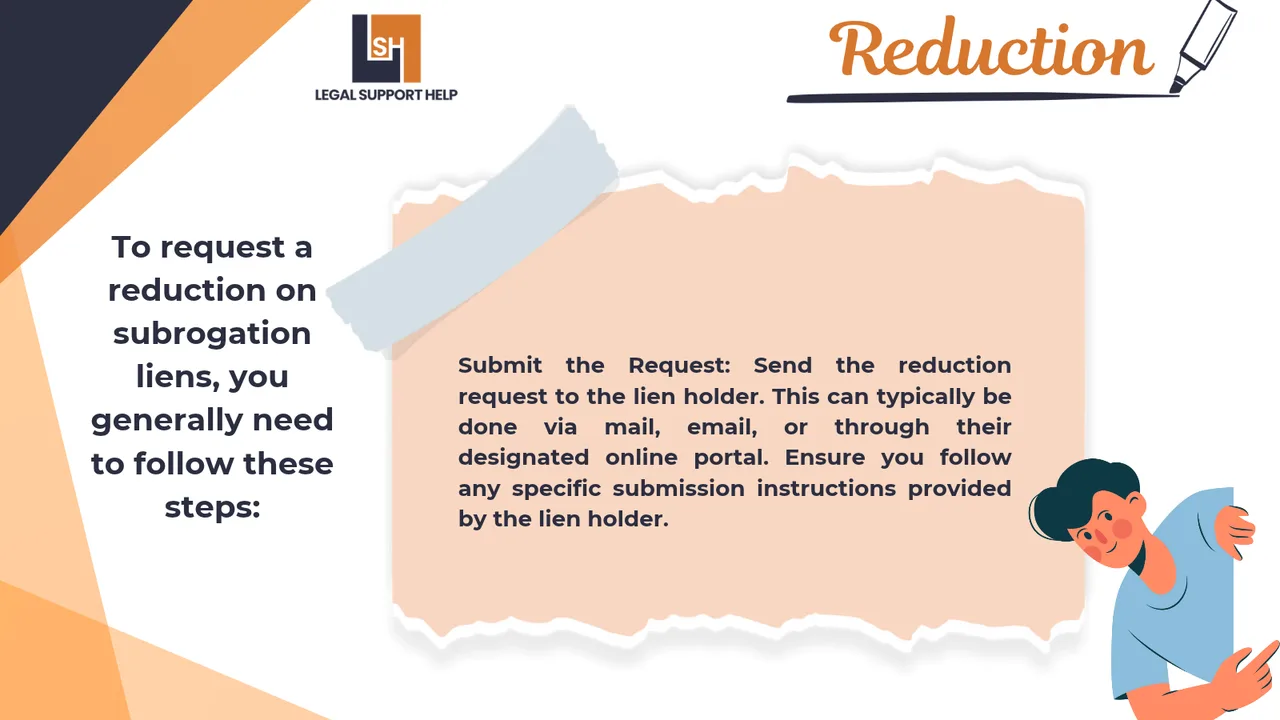 SH
LEGAL SUPPORT HELP
Reduction
To request a
reduction on
subrogation
liens, you
generally need
to follow these
steps:
Submit the Request: Send the reduction
request to the lien holder. This can typically be
done via mail, email, or through their
designated online portal. Ensure you follow
any specific submission instructions provided
by the lien holder.